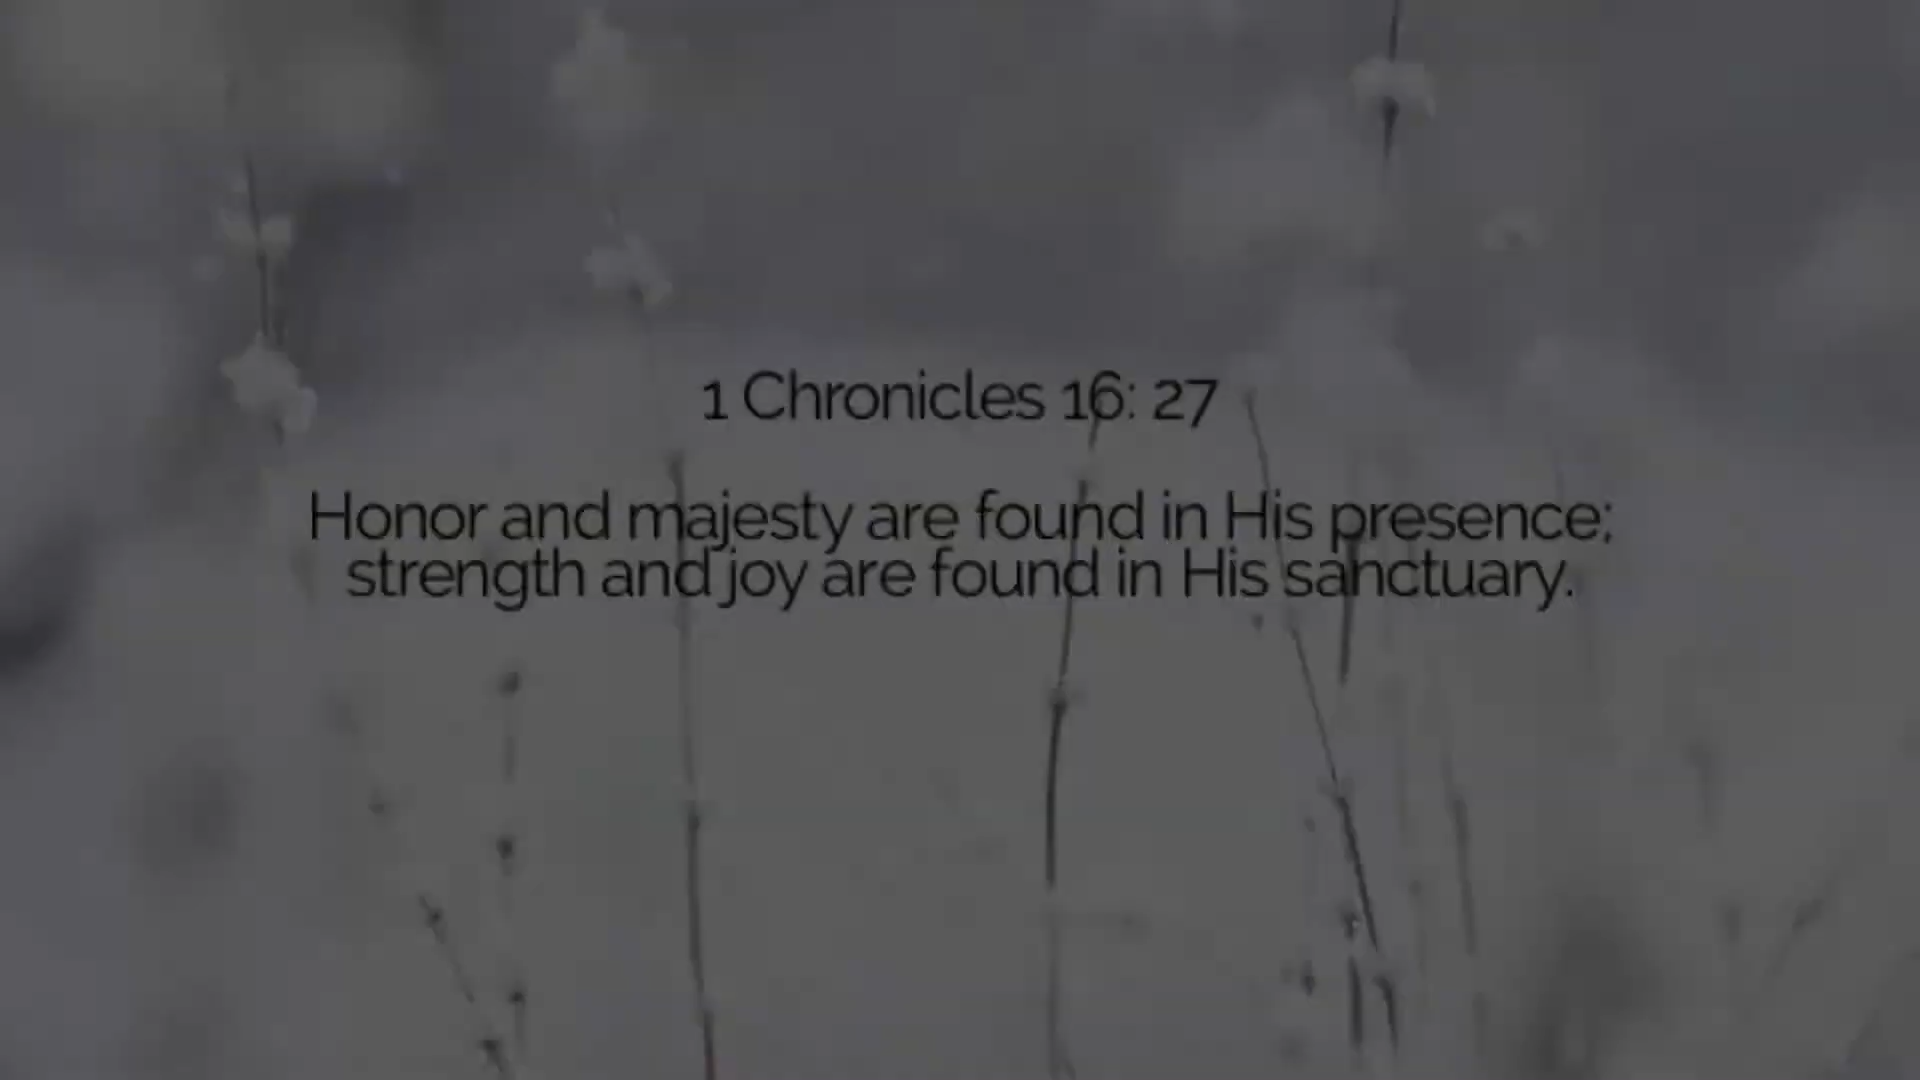 1 Chronicles 16: 27
Honor and majesty are found in His presence;
strength and joy are found in His sanctuary.